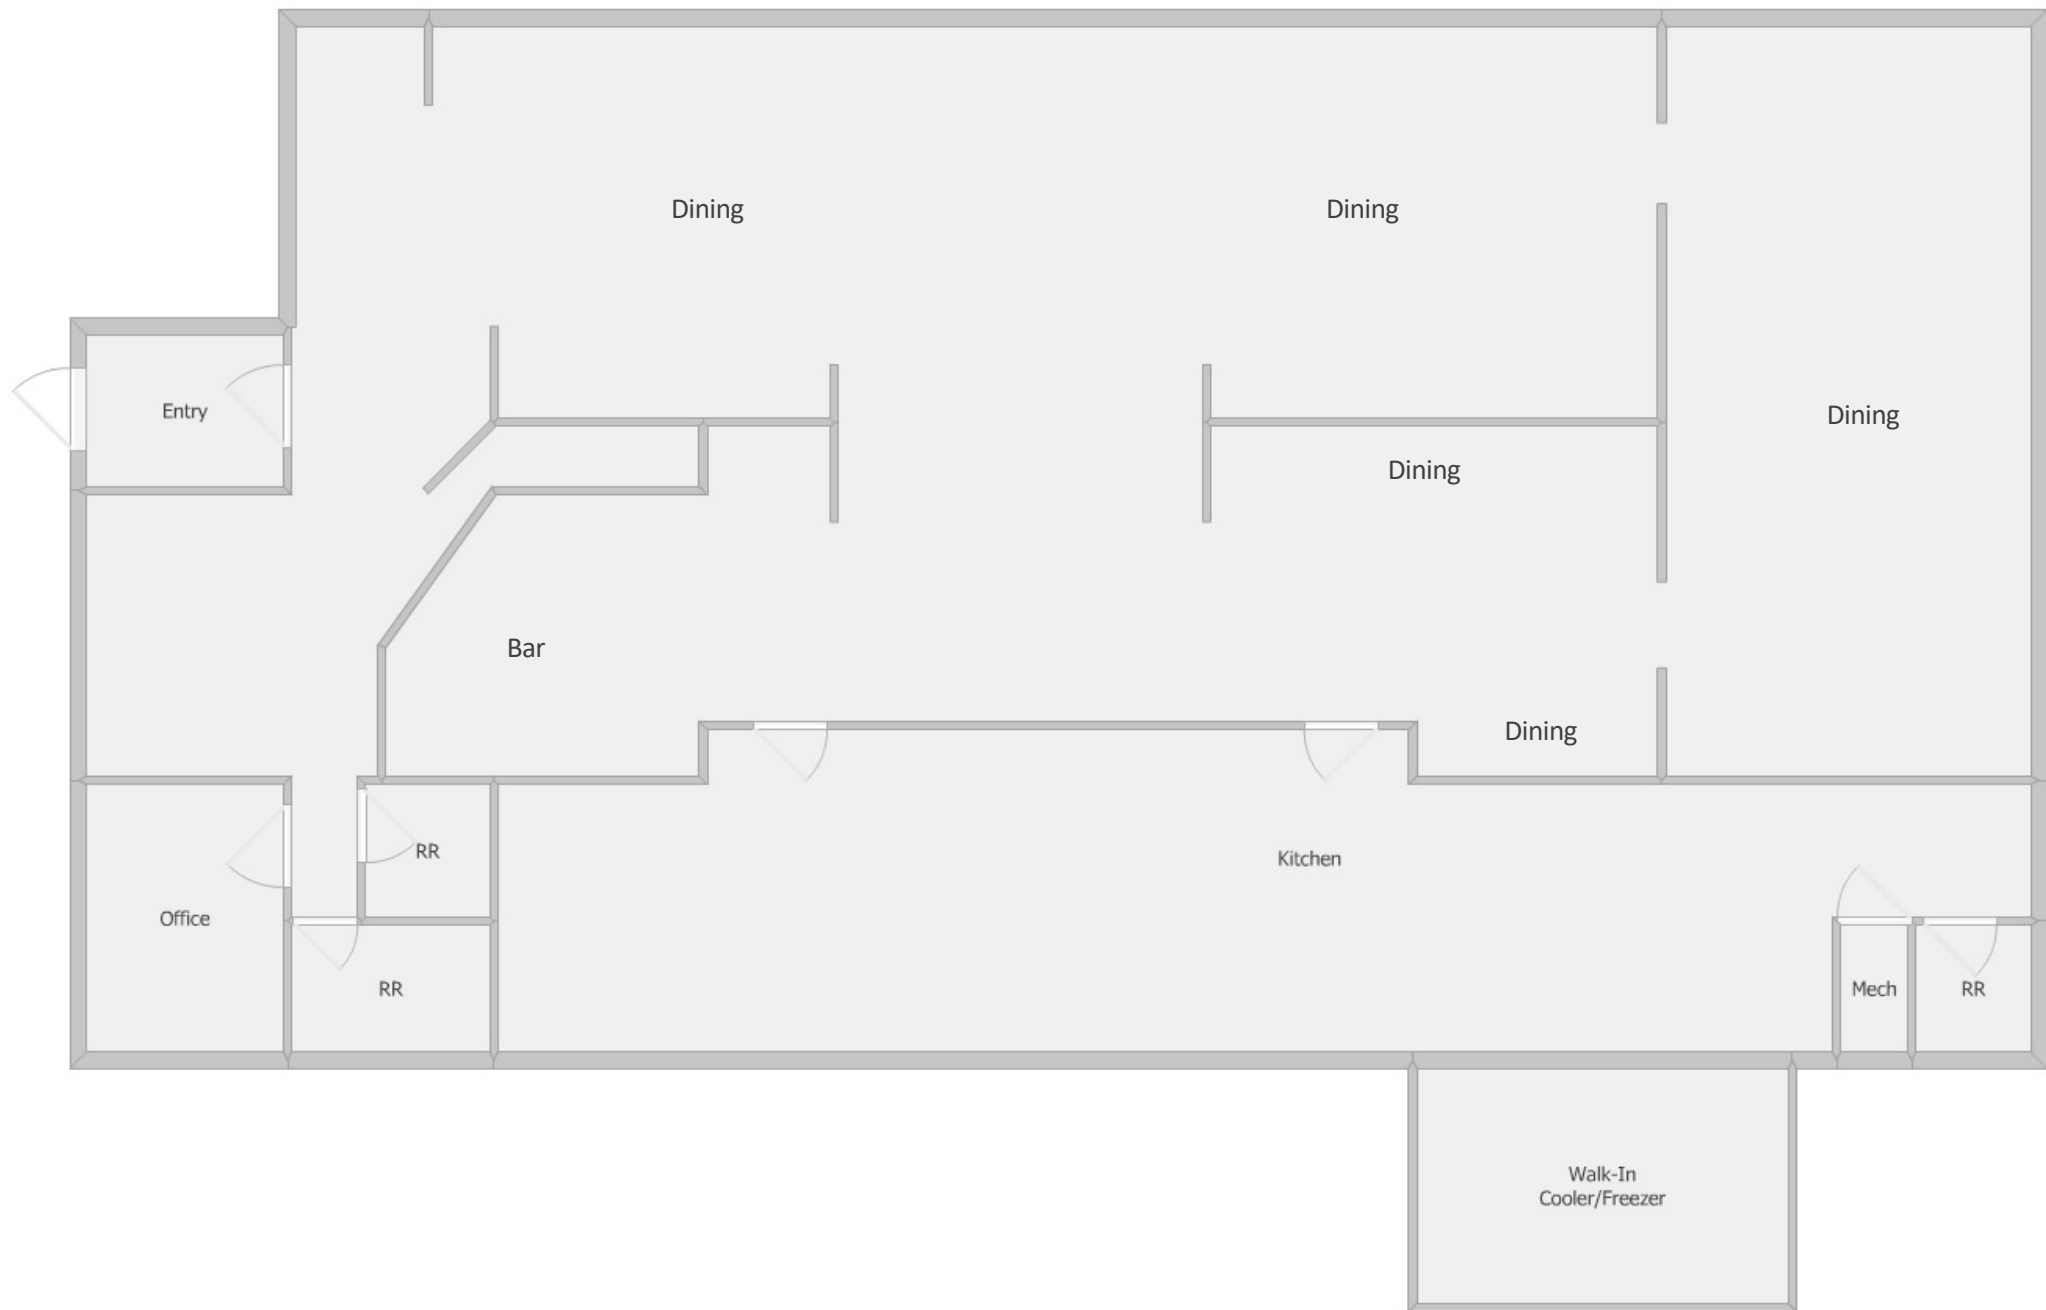 Dining
Dining
Entry
Dining
Dining
Bar
Dining
RR
Kitchen
Office
RR
Mech
RR
Walk-In
Cooler/Freezer